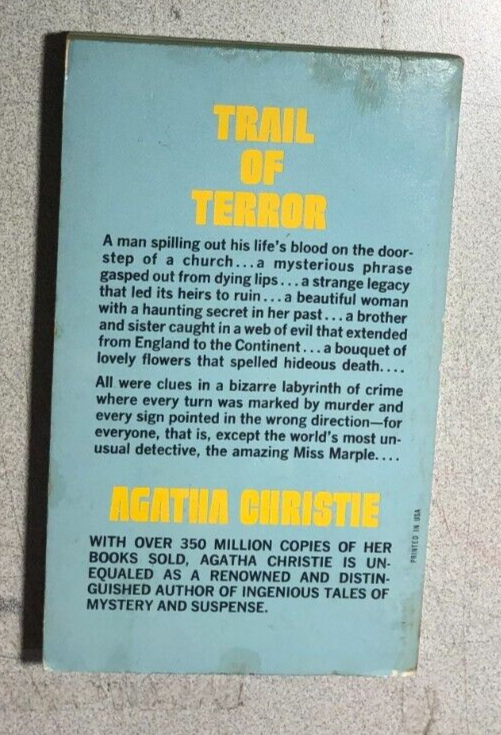 TRAIL
OF
TERROR
A man spilling out his life's blood on the door-
step of a church...a mysterious phrase
gasped out from dying lips...a strange legacy
that led its heirs to ruin...a beautiful woman
with a haunting secret in her past...a brother
and sister caught in a web of evil that extended
from England to the Continent...a bouquet of
lovely flowers that spelled hideous death....
All were clues in a bizarre labyrinth of crime
where every turn was marked by murder and
every sign pointed in the wrong direction—for
everyone, that is, except the world's most un-
usual detective, the amazing Miss Marple....
AGATHA CHRISTIE
WITH OVER 350 MILLION COPIES OF HER
BOOKS SOLD, AGATHA CHRISTIE IS UN-
EQUALED AS A RENOWNED AND DISTIN-
GUISHED AUTHOR OF INGENIOUS TALES OF
MYSTERY AND SUSPENSE.
PRINTED IN USA